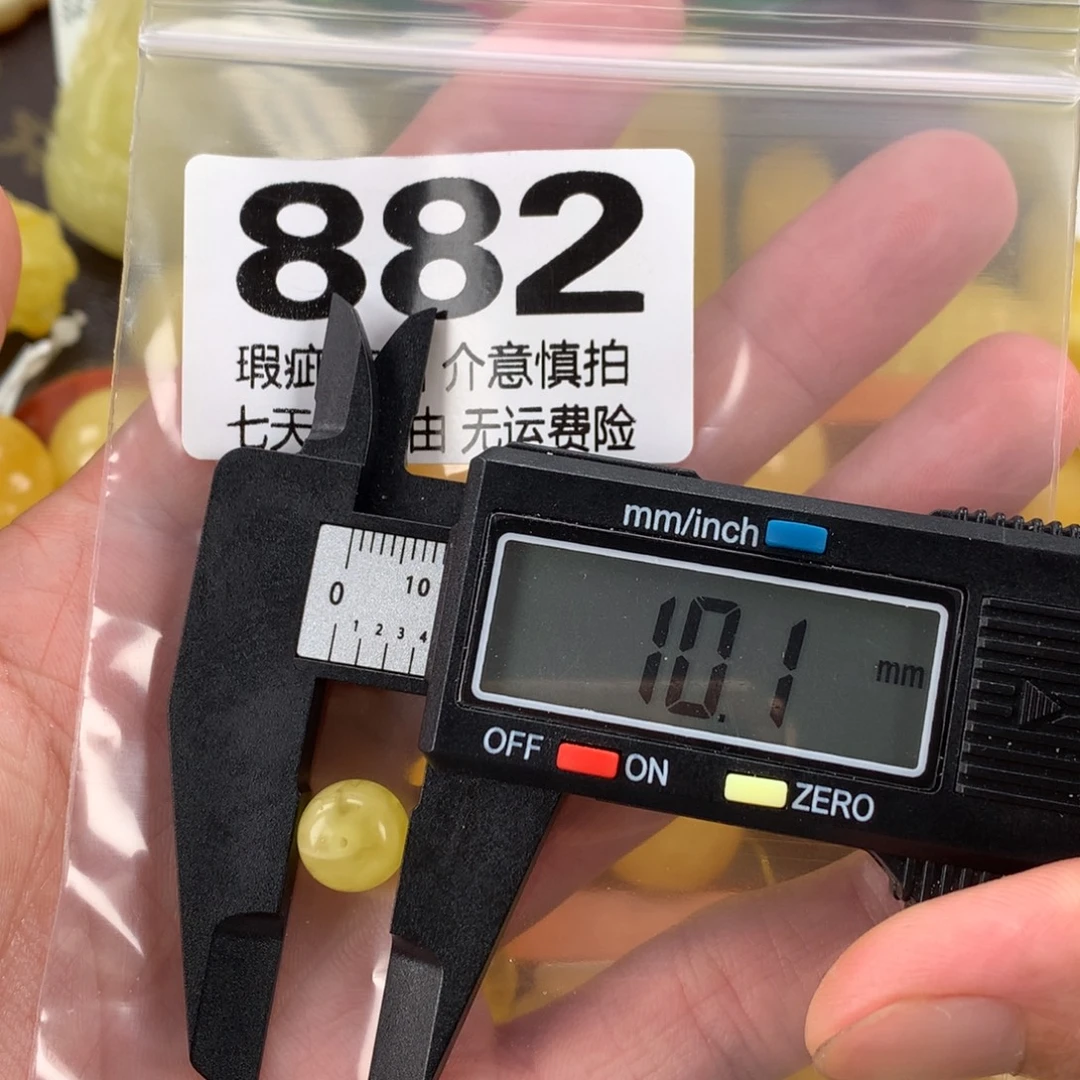 882
瑕疵 介意慎拍
七天 由 无运费险
mm/inch
0 10
1 2 3 4
10.1 mm
OFF ON ZERO